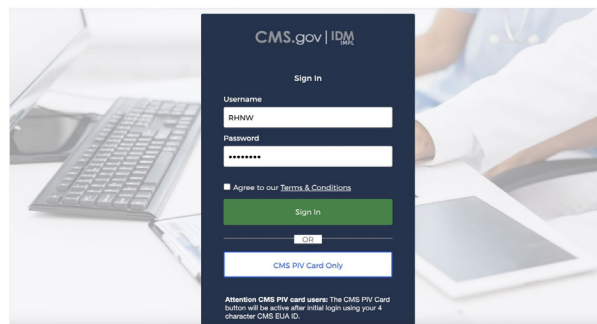 CMS.gov | IDM
IMPL
Sign In
Username
RHNW
Password
••••••••
Agree to our Terms & Conditions
Sign In
OR
CMS PIV Card Only
Attention CMS PIV card users: The CMS PIV Card
button will be active after initial login using your 4
character CMS EUA ID.